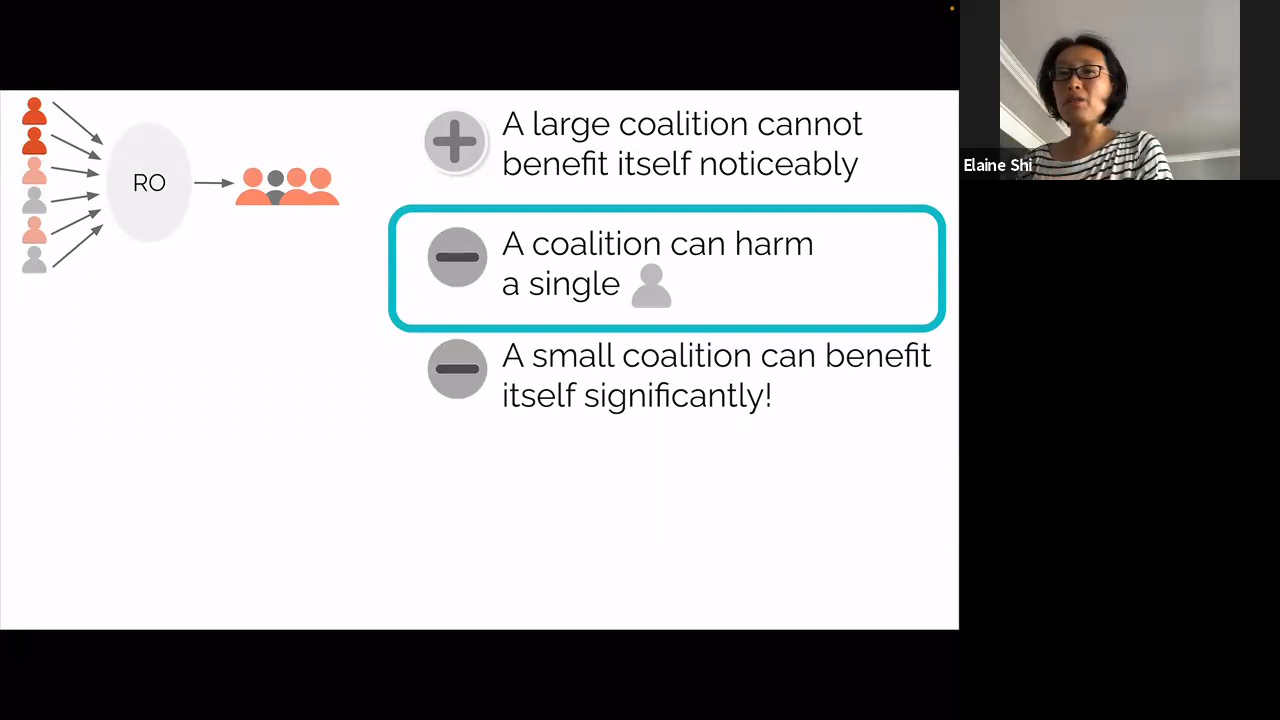 RO
A large coalition cannot
benefit itself noticeably
A coalition can harm
a single
A small coalition can benefit
itself significantly!
Elaine Shi